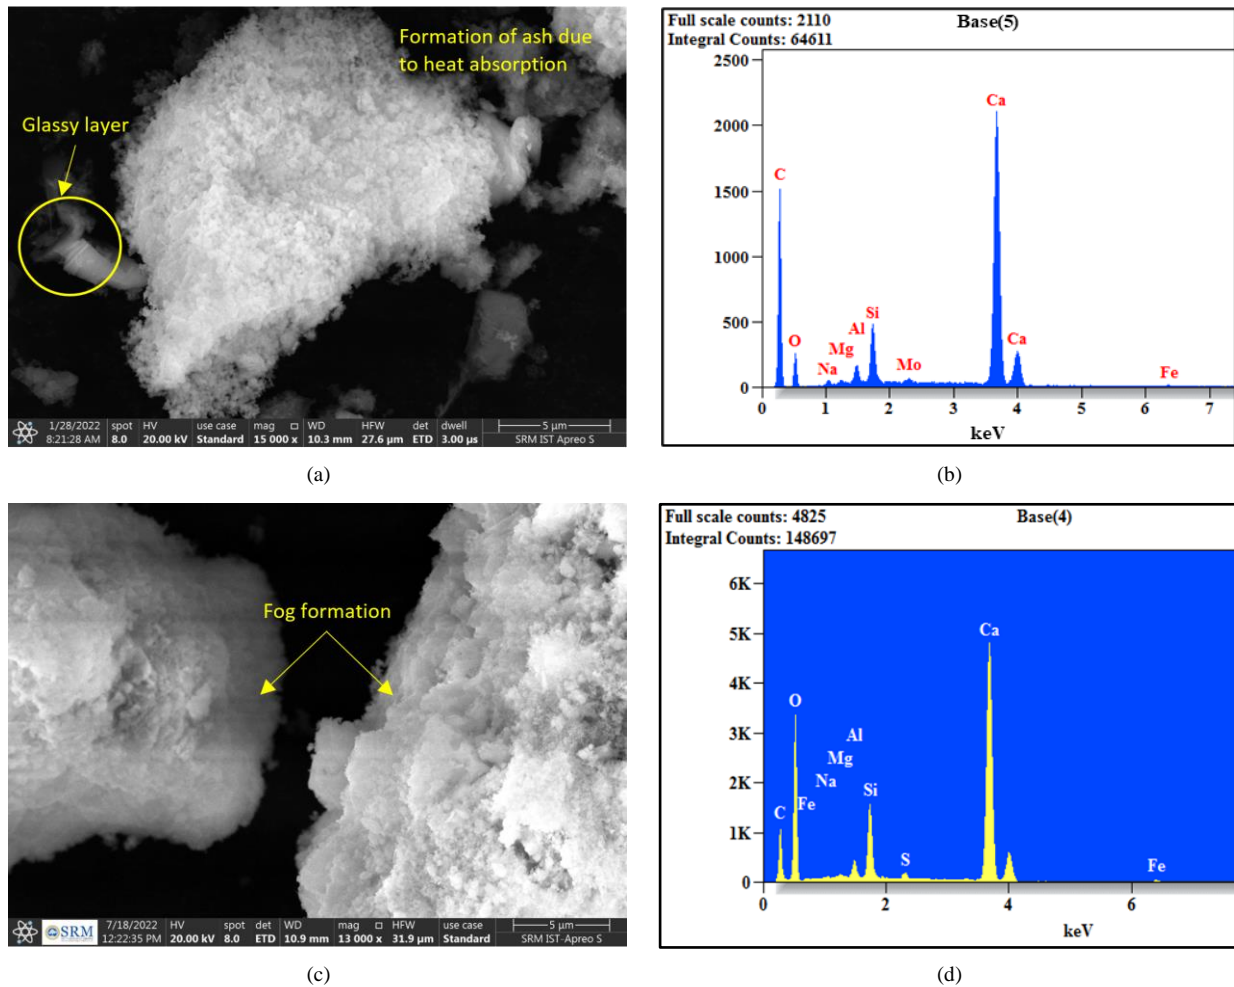 Formation of ash due
to heat absorption
Glassy layer
1/28/2022 spot HV use case mag WD HFW det dwell
8:21:28 AM 8.0 20.00 kV Standard 15 000 x 10.3 mm 27.6 µm ETD 3.00 µs
5 µm
SRM IST Apreo S
(a)
Full scale counts: 2110 Base(5)
Integral Counts: 64611
2500
2000
1500
1000
500
0
C
O
Na
Mg
Al
Si
Mo
Ca
Ca
Fe
0 1 2 3 4 5 6 7
keV
(b)
Fog formation
SRM
7/18/2022 HV spot det WD mag HFW use case
12:22:35 PM 20.00 kV 8.0 ETD 10.9 mm 13 000 x 31.9 µm Standard
5 µm
SRM IST-Apreo S
(c)
Full scale counts: 4825 Base(4)
Integral Counts: 148697
6K
5K
4K
3K
2K
1K
0
C
O
Fe
Na
Mg
Al
Si
S
Ca
Fe
0 2 4 6
keV
(d)